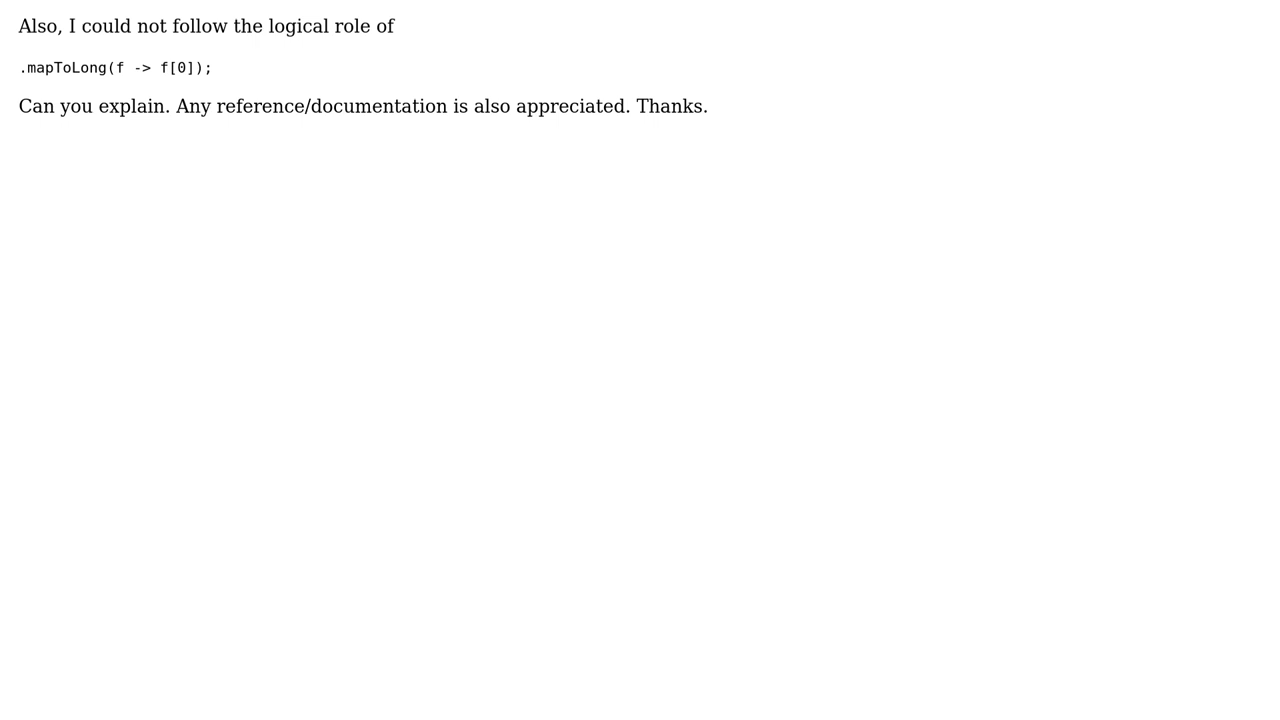 Also, I could not follow the logical role of
.mapToLong(f -> f[0]);
Can you explain. Any reference/documentation is also appreciated. Thanks.